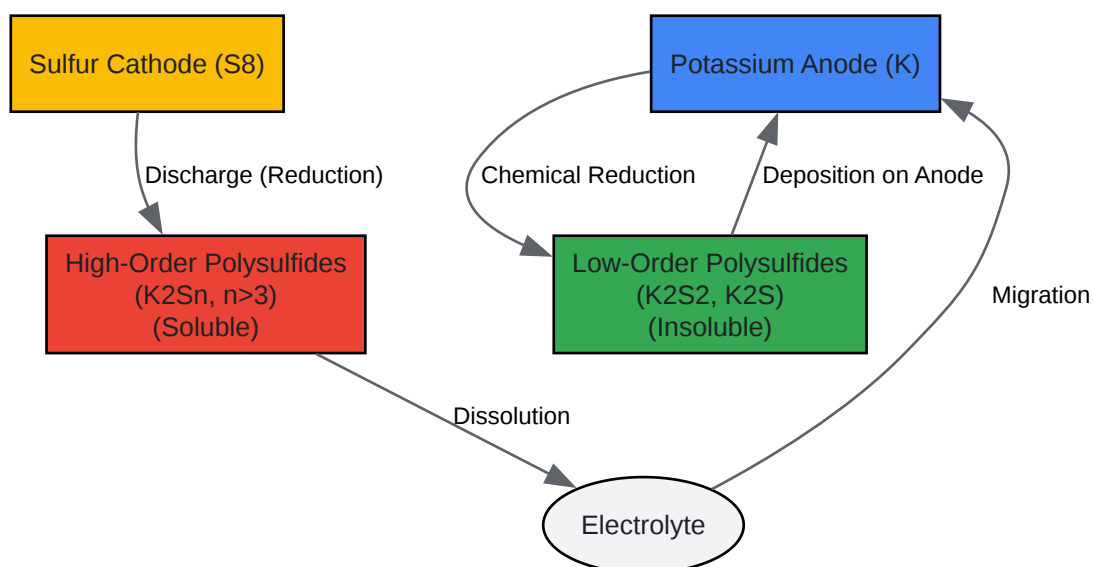 Sulfur Cathode (S8)
Potassium Anode (K)
Discharge (Reduction)
Chemical Reduction
Deposition on Anode
High-Order Polysulfides
(K2Sn, n>3)
(Soluble)
Low-Order Polysulfides
(K2S2, K2S)
(Insoluble)
Migration
Dissolution
Electrolyte